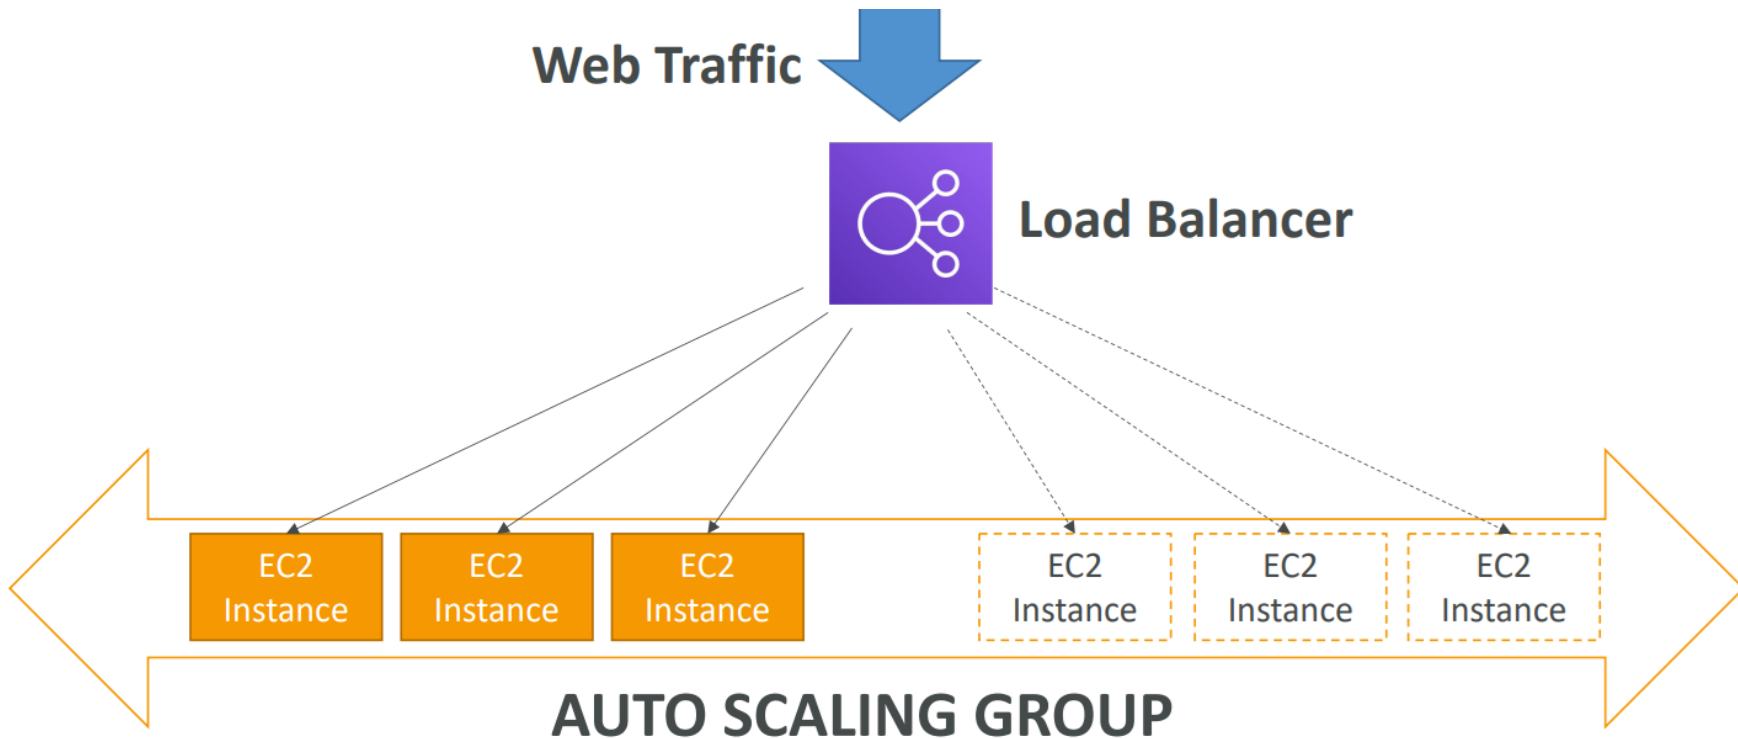 Web Traffic
Load Balancer
EC2
Instance
EC2
Instance
EC2
Instance
EC2
Instance
EC2
Instance
EC2
Instance
AUTO SCALING GROUP